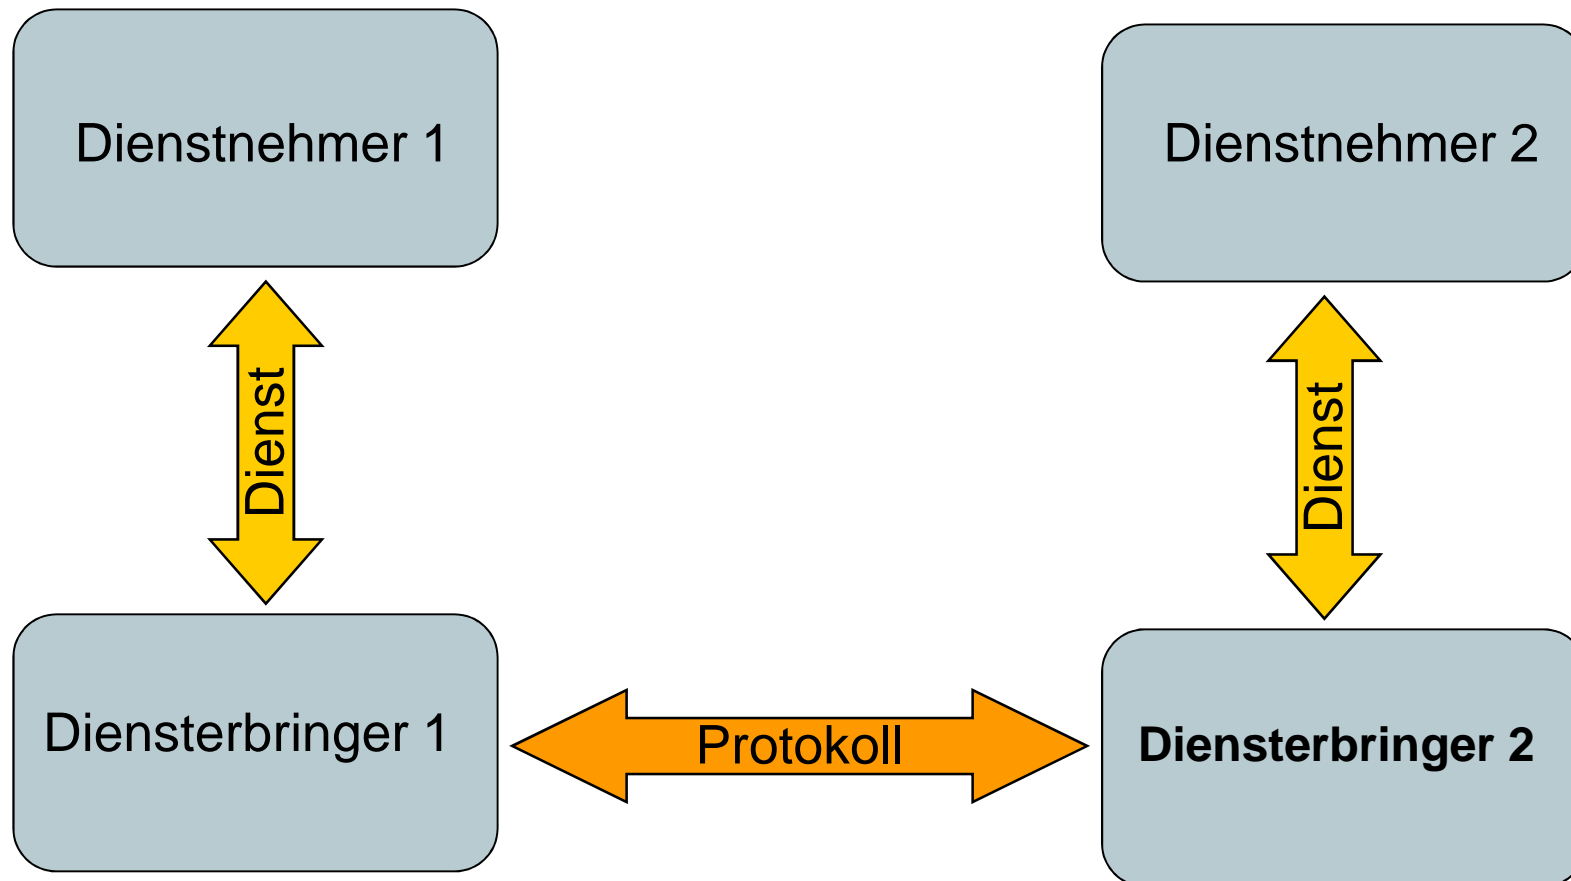 Dienstnehmer 1
Dienstnehmer 2
Dienst
Dienst
Diensterbringer 1
Protokoll
Diensterbringer 2